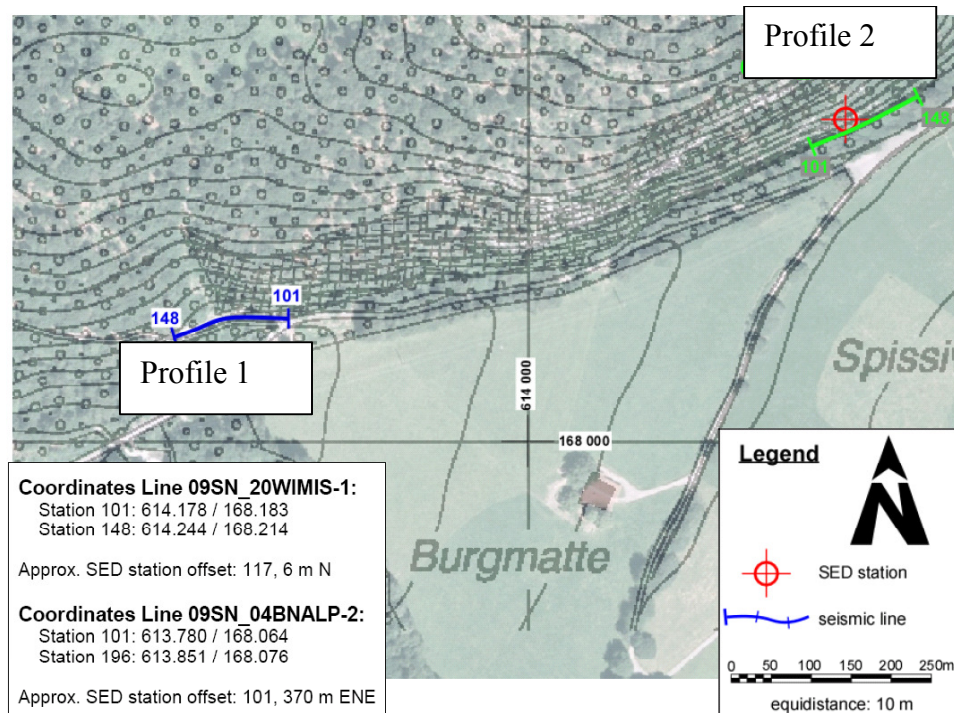 Profile 2
148
101
101
148
Profile 1
614 000
168 000
Spissi
Burgmatte
Coordinates Line 09SN_20WIMIS-1:
Station 101: 614.178 / 168.183
Station 148: 614.244 / 168.214
Approx. SED station offset: 117, 6 m N
Coordinates Line 09SN_04BNALP-2:
Station 101: 613.780 / 168.064
Station 196: 613.851 / 168.076
Approx. SED station offset: 101, 370 m ENE
Legend
N
SED station
seismic line
0 50 100 150 200 250m
equidistance: 10 m